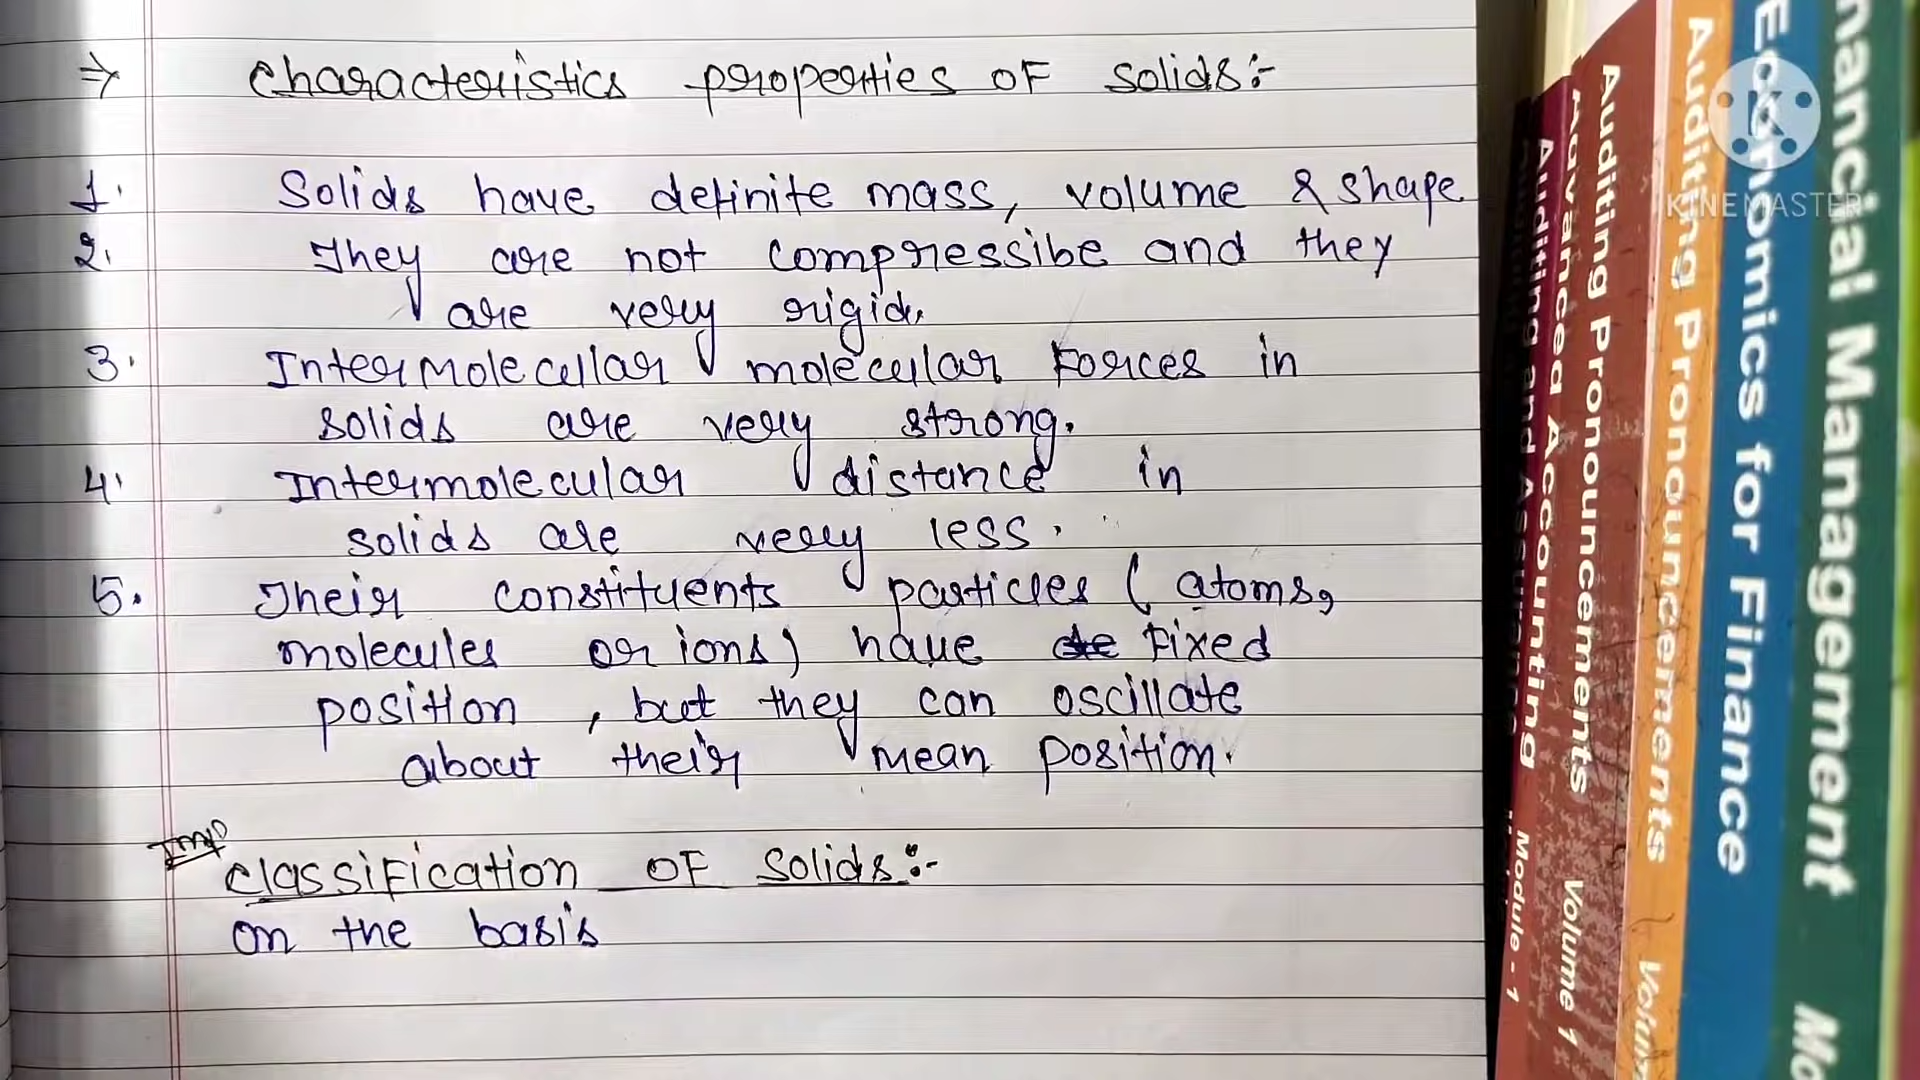 ⇒ Characteristics properties of solids:-
1. Solids have definite mass, volume & shape
2. They are not compressibe and they
are very rigid.
3. Intermolecular molecular forces in
solids are very strong.
4. Intermolecular distance in
solids are very less.
5. Their constituents particles ( atoms,
molecules or ions) have de fixed
position , but they can oscillate
about their mean position.
Imp
Classification of Solids:-
on the basis
Auditing and Assurance Module - 1
Advanced Accounting Volume 1
Auditing Pronouncements
Auditing Pronouncements Volum
Economics for Finance
nancial Management Mo
K
KINEMASTER